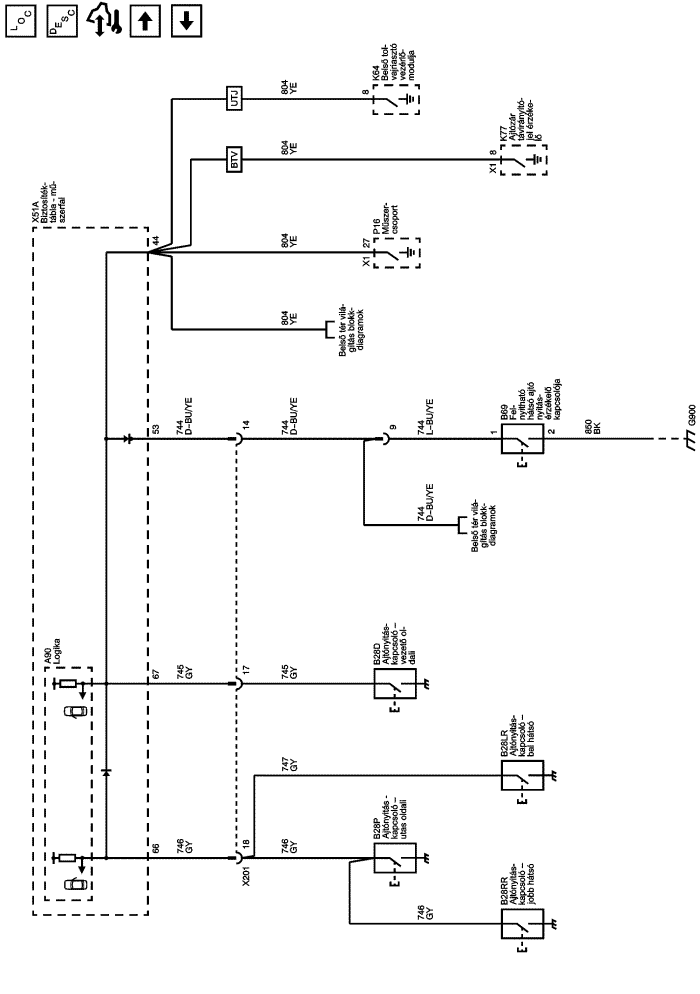 LOC
DESC
K64
Belső tol-
vajriasztó
vezérlő-
modulja
8
804
YE
UTJ
K77
Ajtózár
távirányító-
jel érzéke-
lő
X1
8
804
YE
BTV
X51A
Biztosíték-
tábla - mű-
szerfal
44
804
YE
X1
27
P16
Műszer-
csoport
804
YE
Belső tér vilá-
gítás blokk-
diagramok
53
744
D-BU/YE
14
744
D-BU/YE
9
744
L-BU/YE
1
B69
Fel-
nyitható
hátsó ajtó
nyitás-
érzékelő
kapcsolója
2
850
BK
G900
744
D-BU/YE
Belső tér vilá-
gítás blokk-
diagramok
A90
Logika
67
745
GY
17
745
GY
B28D
Ajtónyitás-
kapcsoló –
vezető ol-
dali
747
GY
B28LR
Ajtónyitás-
kapcsoló –
bal hátsó
66
746
GY
X201
18
746
GY
B28P
Ajtónyitás -
kapcsoló –
utas oldali
746
GY
B28RR
Ajtónyitás-
kapcsoló –
jobb hátsó